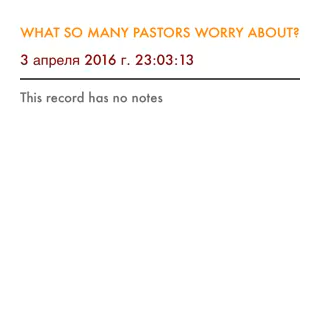 WHAT SO MANY PASTORS WORRY ABOUT?
3 апреля 2016 г. 23:03:13
This record has no notes